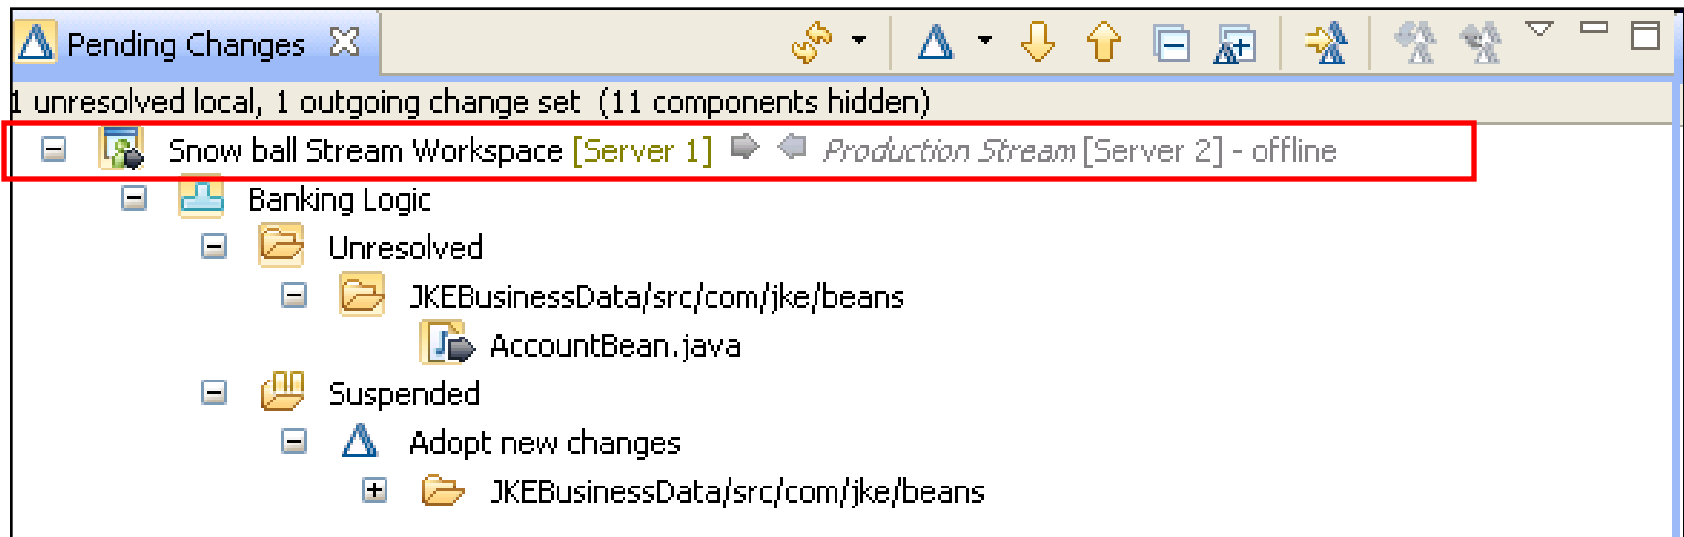 Pending Changes
1 unresolved local, 1 outgoing change set (11 components hidden)
Snow ball Stream Workspace [Server 1] Production Stream [Server 2] - offline
Banking Logic
Unresolved
JKEBusinessData/src/com/jke/beans
AccountBean.java
Suspended
Adopt new changes
JKEBusinessData/src/com/jke/beans